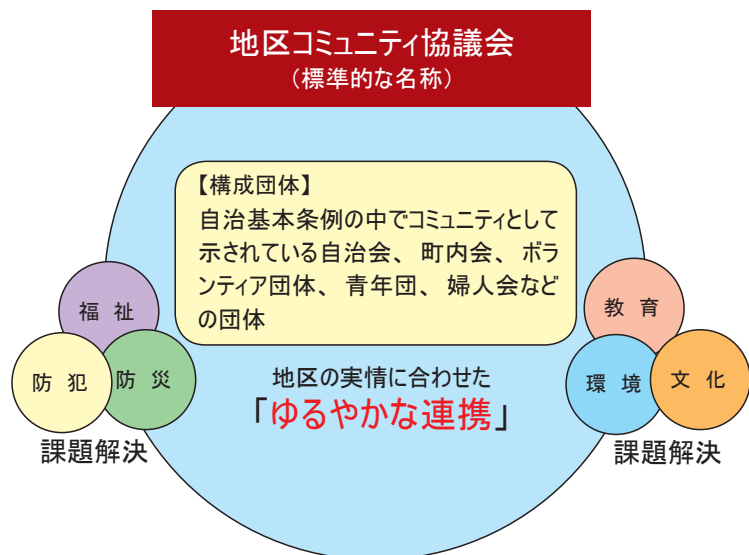 地区コミュニティ協議会
（標準的な名称）
【構成団体】
自治基本条例の中でコミュニティとして
示されている自治会、町内会、ボラ
ンティア団体、青年団、婦人会など
の団体
福祉
防犯
防災
課題解決
地区の実情に合わせた
「ゆるやかな連携」
教育
環境
文化
課題解決